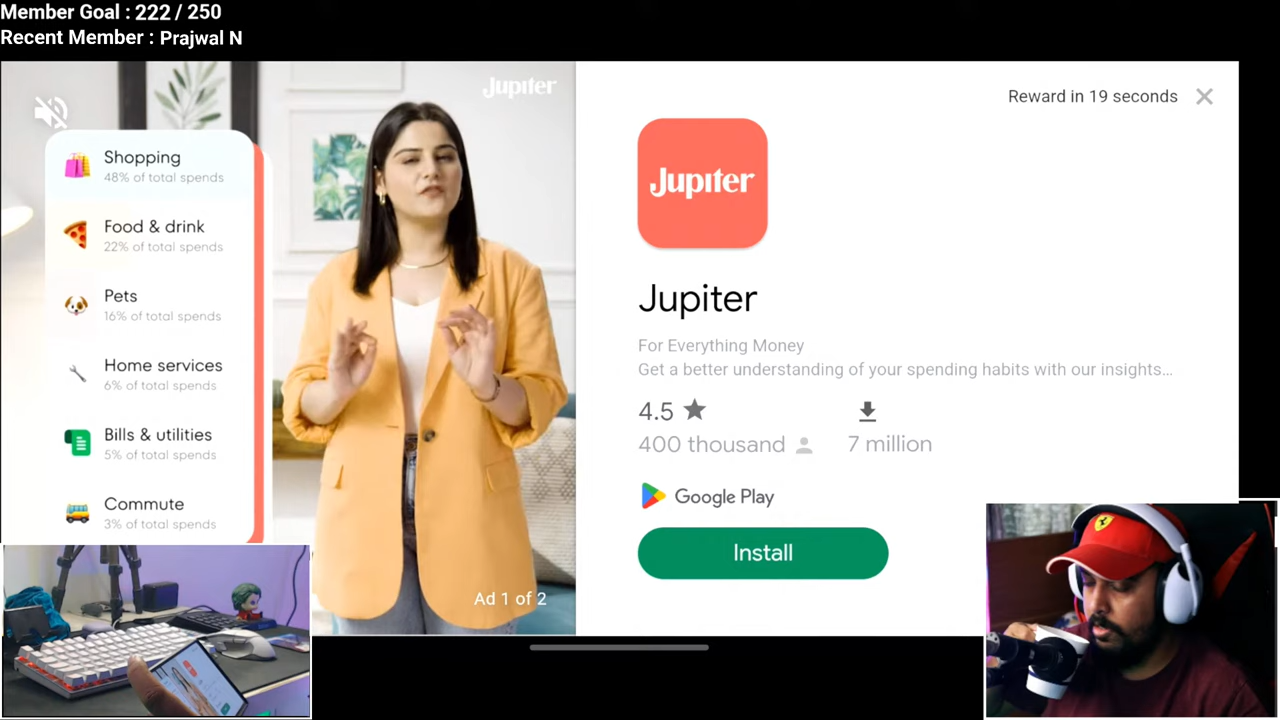 Member Goal : 222 / 250
Recent Member : Prajwal N
Jupiter
Shopping
48% of total spends
Food & drink
22% of total spends
Pets
16% of total spends
Home services
6% of total spends
Bills & utilities
5% of total spends
Commute
3% of total spends
Ad 1 of 2
Reward in 19 seconds
Jupiter
Jupiter
For Everything Money
Get a better understanding of your spending habits with our insights...
4.5
400 thousand
7 million
Google Play
Install